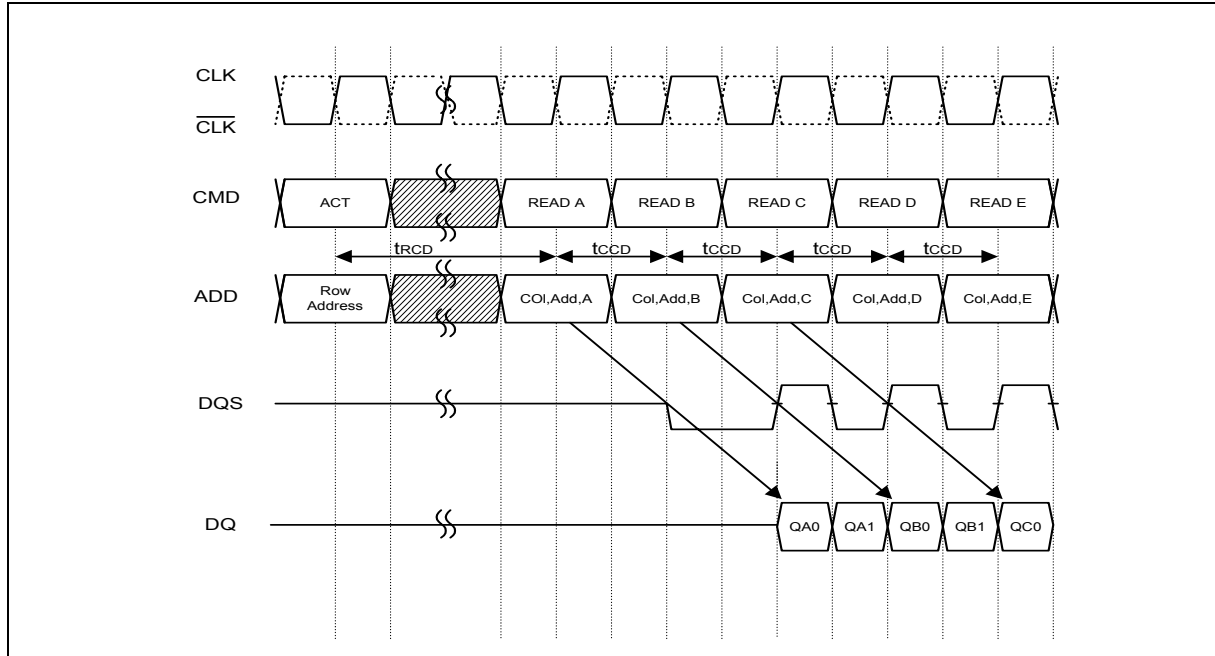 CLK
CLK
CMD
ACT
READ A
READ B
READ C
READ D
READ E
tRCD
tCCD
tCCD
tCCD
tCCD
ADD
Row
Address
COl,Add,A
Col,Add,B
Col,Add,C
Col,Add,D
Col,Add,E
DQS
DQ
QA0
QA1
QB0
QB1
QC0